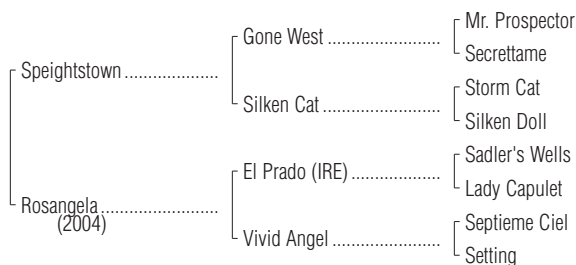 Mr. Prospector
Gone West
Secrettame
Speightstown
Storm Cat
Silken Cat
Silken Doll
Sadler's Wells
El Prado (IRE)
Lady Capulet
Rosangela
(2004)
Septieme Ciel
Vivid Angel
Setting